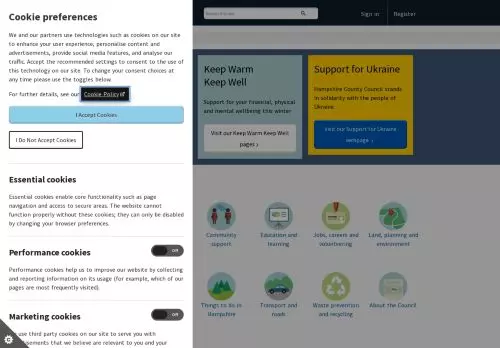 Cookie preferences
We and our partners use technologies such as cookies on our site
to enhance your user experience, personalise content and
advertisements, provide social media features, and analyse our
traffic. Accept the recommended settings to consent to the use of
this technology on our site. To change your consent choices at
any time please use the toggles below.
For further details, see our Cookie Policy
I Accept Cookies
I Do Not Accept Cookies
Essential cookies
Essential cookies enable core functionality such as page
navigation and access to secure areas. The website cannot
function properly without these cookies; they can only be disabled
by changing your browser preferences.
Performance cookies
Off
Performance cookies help us to improve our website by collecting
and reporting information on its usage (for example, which of our
pages are most frequently visited).
Marketing cookies
Off
use third party cookies on our site to serve you with
that we believe are relevant to you and your
Sign in
Register
Keep Warm
Keep Well
Support for your financial, physical
and mental wellbeing this winter
Visit our Keep Warm Keep Well
pages ›
Support for Ukraine
Hampshire County Council stands
in solidarity with the people of
Ukraine
Visit our Support for Ukraine
webpage ›
Community
support
Education and
learning
Jobs, careers and
volunteering
Land, planning and
environment
Things to do in
Hampshire
Transport and
roads
Waste prevention
and recycling
About the Council